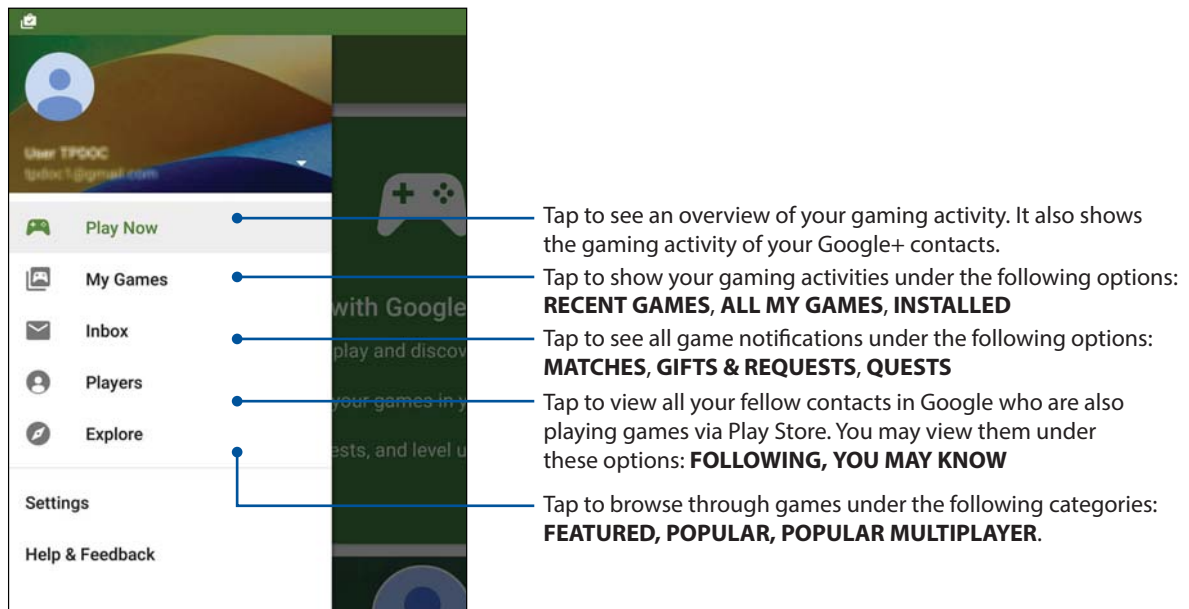 User TPDOC
tpdoc1@gmail.com
Play Now
My Games
Inbox
Players
Explore
Settings
Help & Feedback
with Google
play and discov
your games in y
ests, and level u
Tap to see an overview of your gaming activity. It also shows
the gaming activity of your Google+ contacts.
Tap to show your gaming activities under the following options:
RECENT GAMES, ALL MY GAMES, INSTALLED
Tap to see all game notifications under the following options:
MATCHES, GIFTS & REQUESTS, QUESTS
Tap to view all your fellow contacts in Google who are also
playing games via Play Store. You may view them under
these options: FOLLOWING, YOU MAY KNOW
Tap to browse through games under the following categories:
FEATURED, POPULAR, POPULAR MULTIPLAYER.